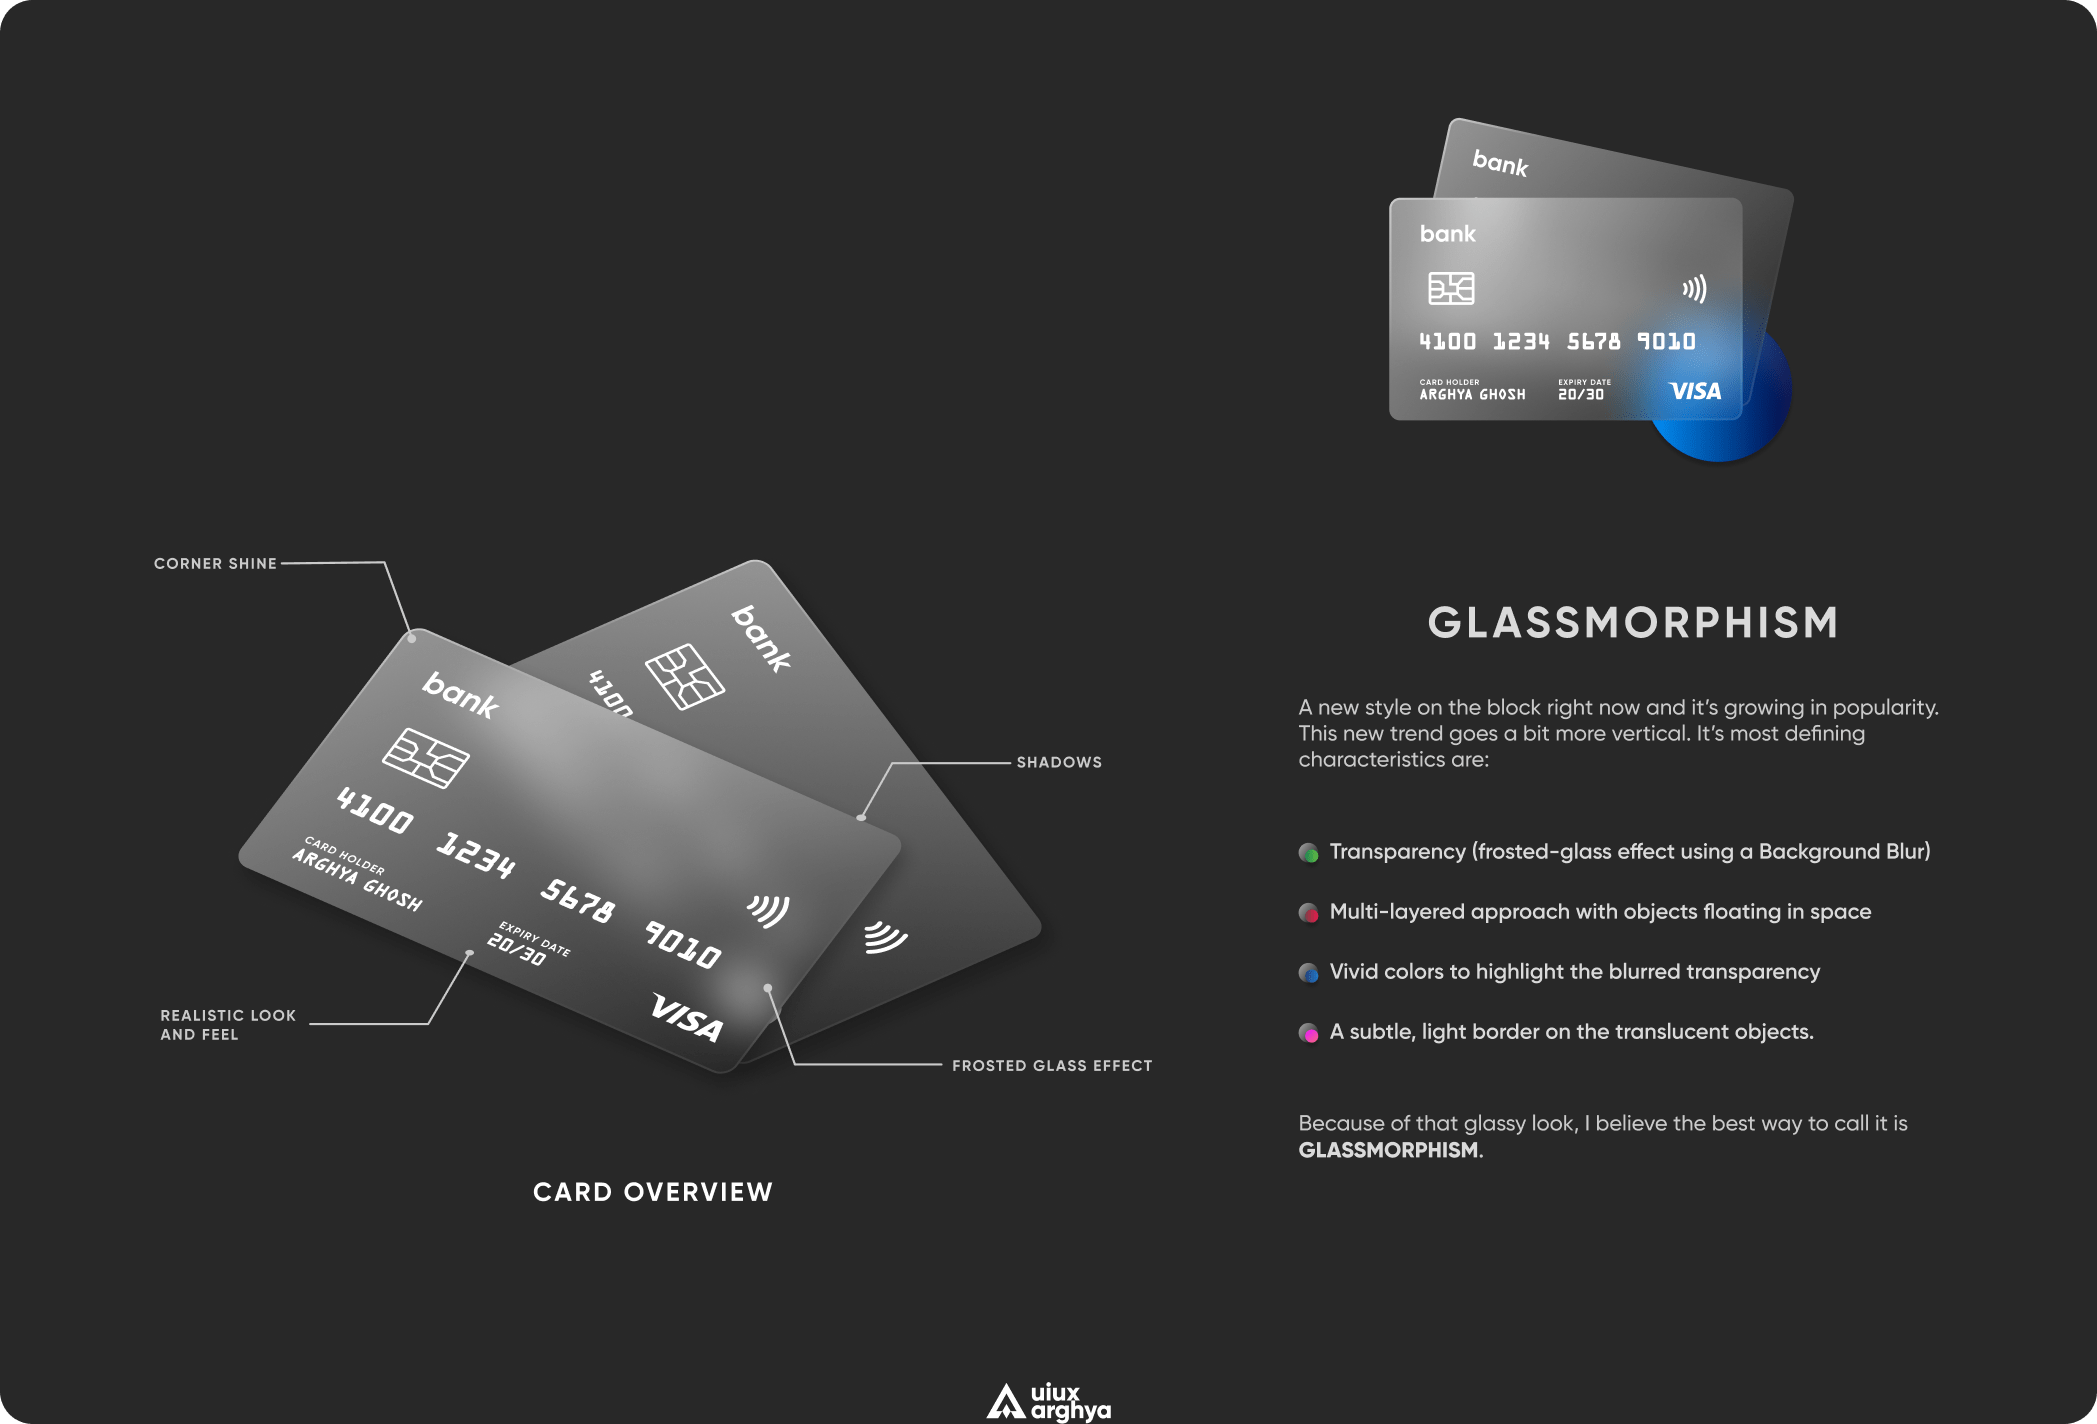 bank
bank
4100 1234 5678 9010
CARD HOLDER
ARGHYA GHOSH
EXPIRY DATE
20/30
VISA
CORNER SHINE
bank
4100
bank
4100 1234 5678 9010
CARD HOLDER
ARGHYA GHOSH
EXPIRY DATE
20/30
VISA
SHADOWS
REALISTIC LOOK
AND FEEL
FROSTED GLASS EFFECT
CARD OVERVIEW
GLASSMORPHISM
A new style on the block right now and it's growing in popularity.
This new trend goes a bit more vertical. It's most defining
characteristics are:
Transparency (frosted-glass effect using a Background Blur)
Multi-layered approach with objects floating in space
Vivid colors to highlight the blurred transparency
A subtle, light border on the translucent objects.
Because of that glassy look, I believe the best way to call it is
GLASSMORPHISM.
uiux
arghya